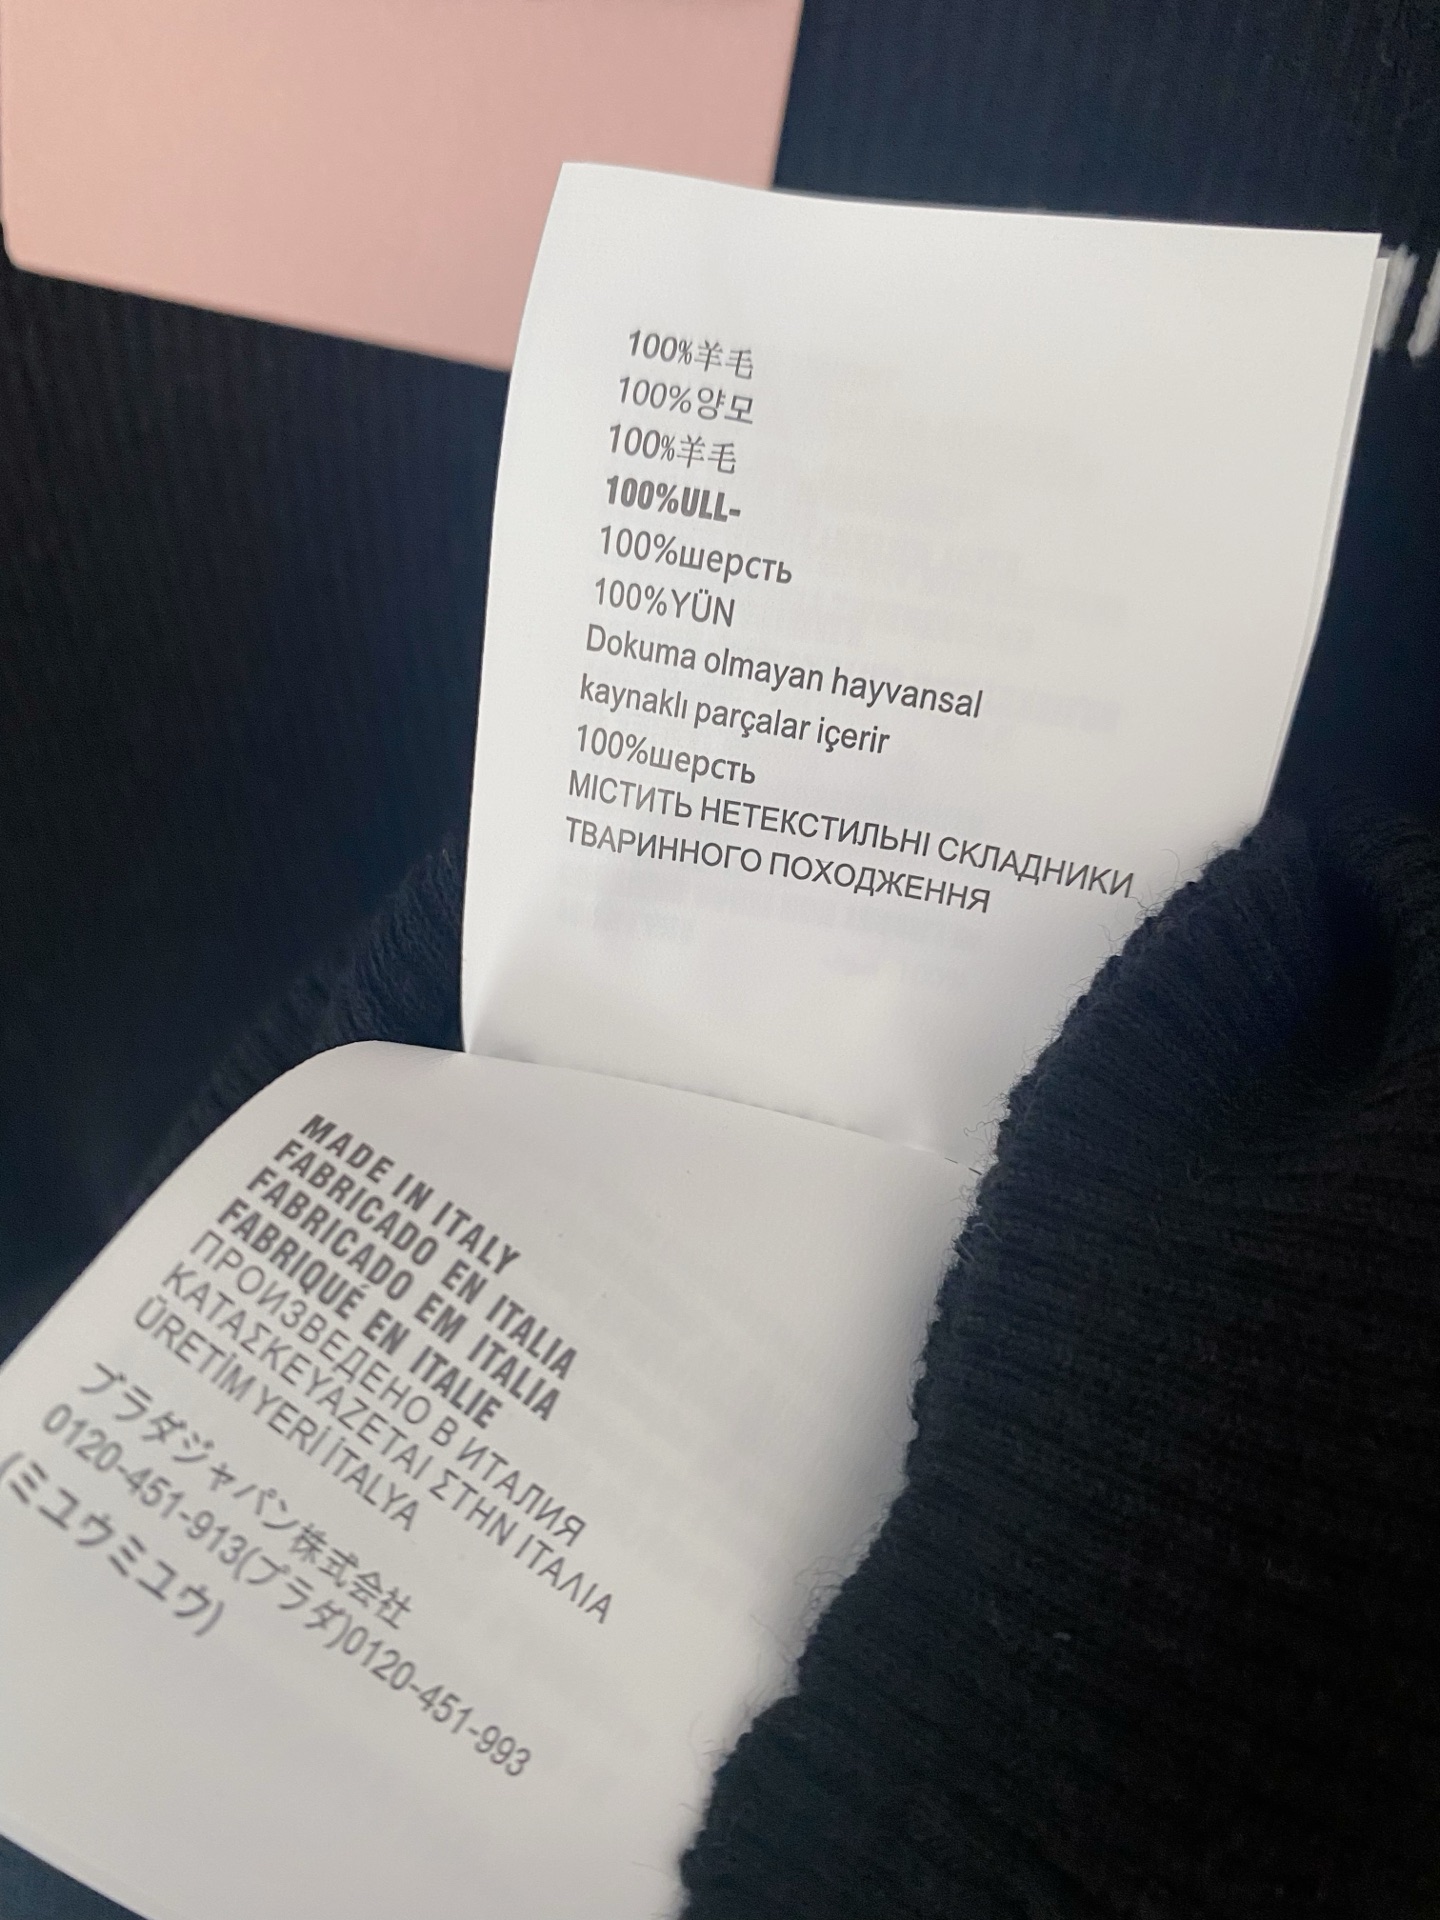 100%羊毛
100%양모
100%羊毛
100%ULL-
100%шерсть
100%YÜN
Dokuma olmayan hayvansal
kaynaklı parçalar içerir
100%шерсть
МІСТИТЬ НЕТЕКСТИЛЬНІ СКЛАДНИКИ
ТВАРИННОГО ПОХОДЖЕННЯ
MADE IN ITALY
FABRICADO EN ITALIA
FABRICADO EM ITALIA
FABRIQUÉ EN ITALIE
ПРОИЗВЕДЕНО В ИТАЛИЯ
ΚΑΤΑΣΚΕΥΑΖΕΤΑΙ ΣΤΗΝ ΙΤΑΛΙΑ
ÜRETİM YERİ İTALYA
プラダジャパン株式会社
0120-451-913(プラダ)0120-451-993
(ミユウミユウ)